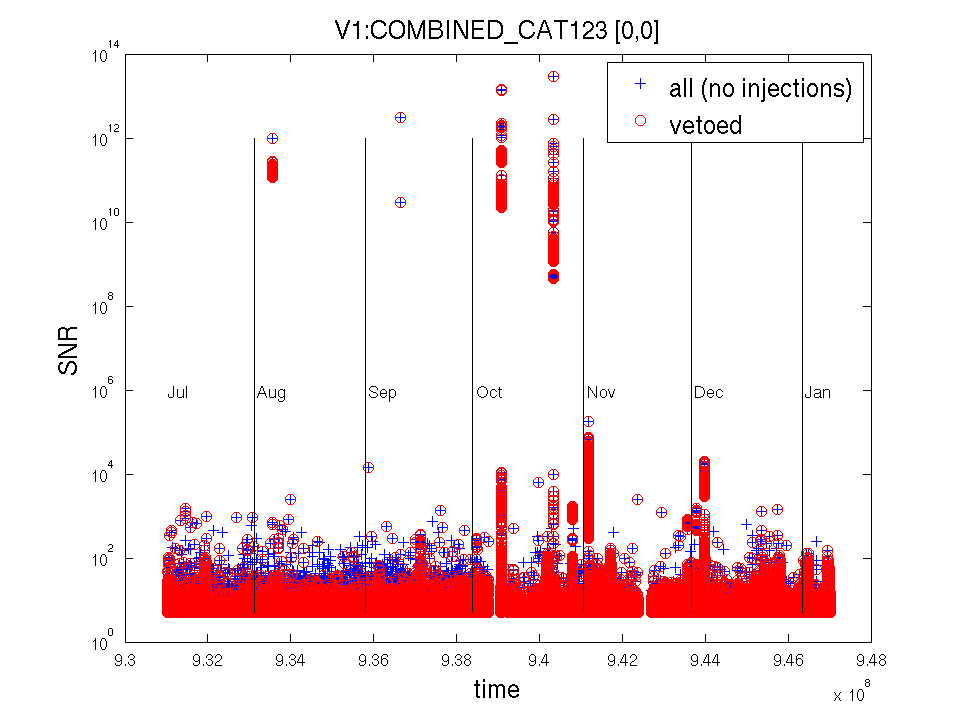 V1:COMBINED_CAT123 [0,0]
all (no injections)
vetoed
SNR
10^14
10^12
10^10
10^8
10^6
10^4
10^2
10^0
Jul Aug Sep Oct Nov Dec Jan
9.3 9.32 9.34 9.36 9.38 9.4 9.42 9.44 9.46 9.48
time
x 10^8